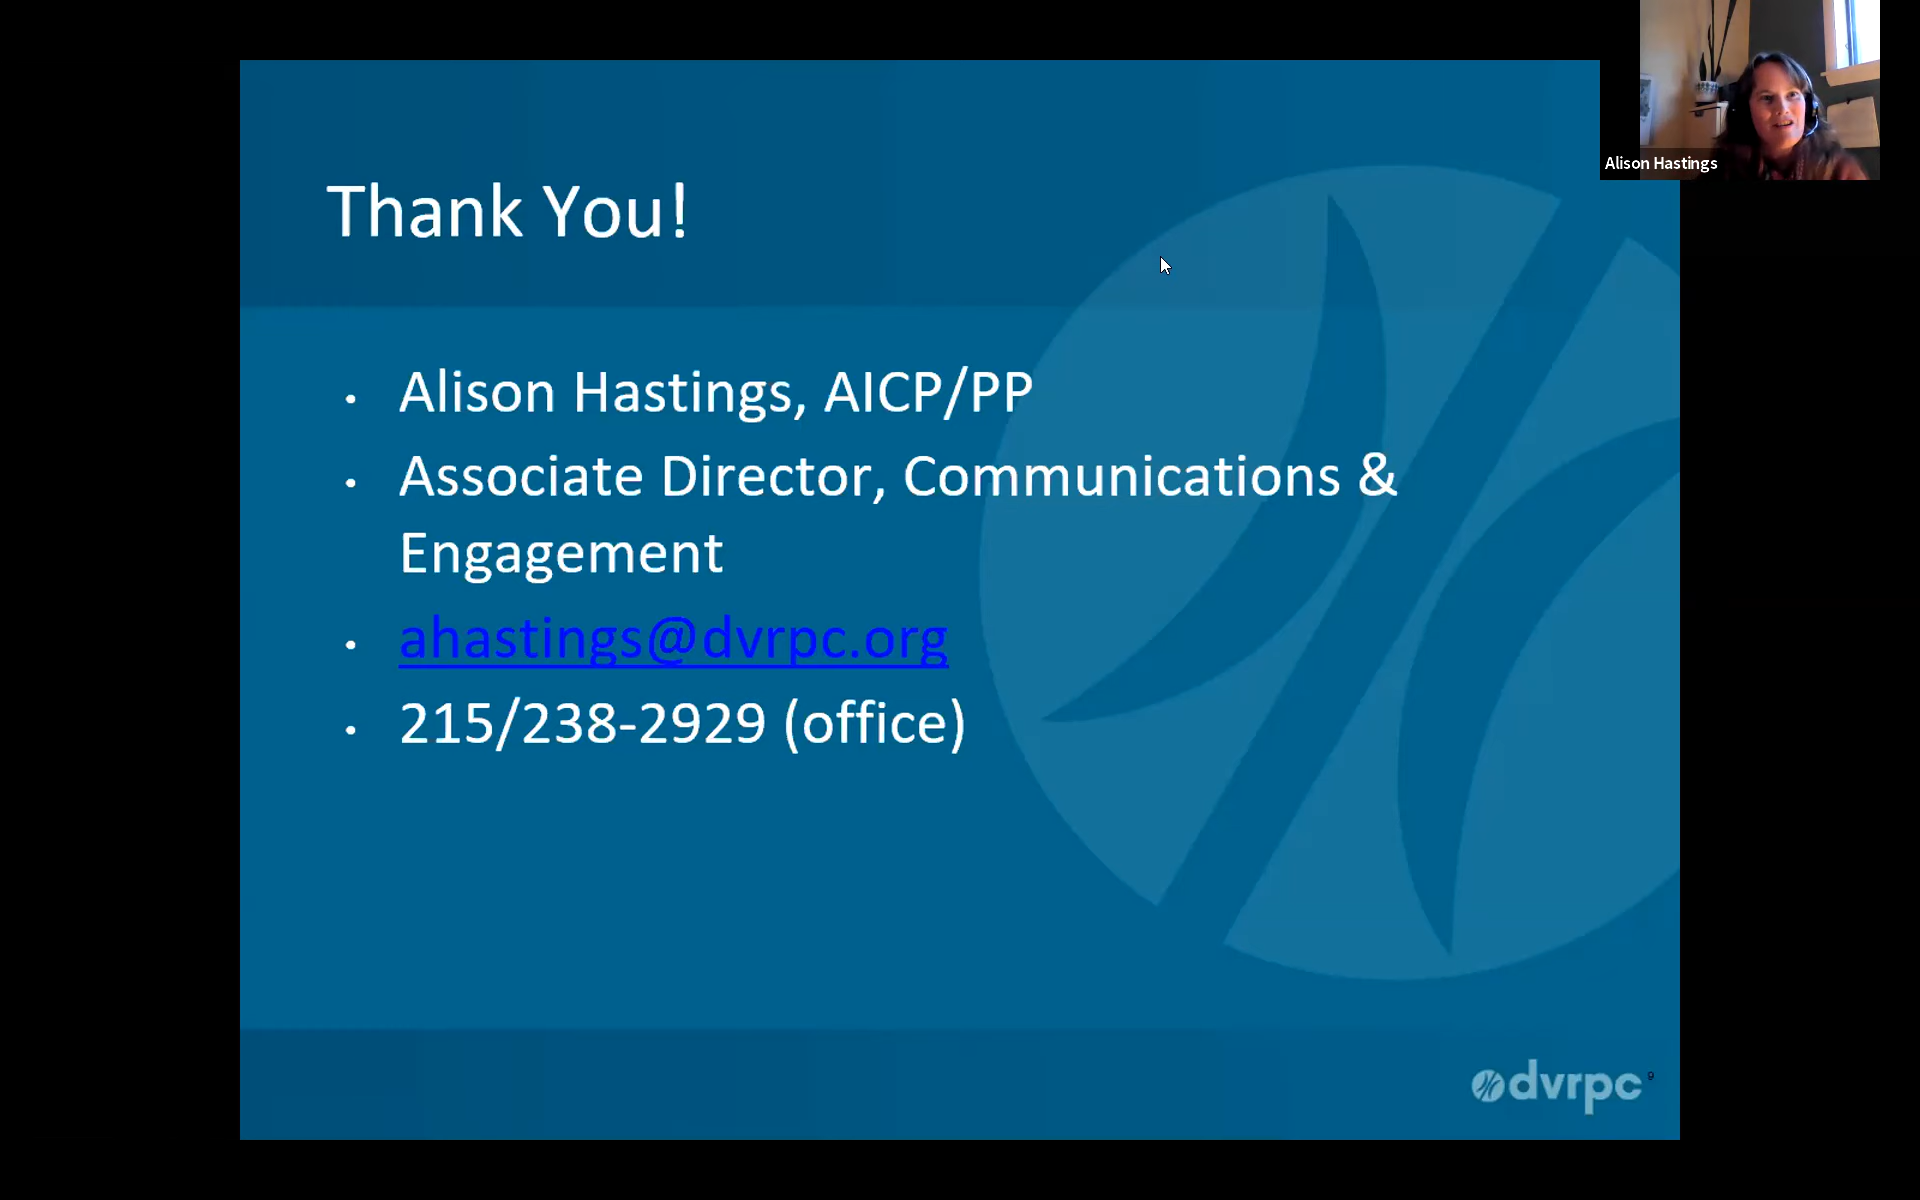 Alison Hastings
Thank You!
• Alison Hastings, AICP/PP
• Associate Director, Communications &
Engagement
• ahastings@dvrpc.org
• 215/238-2929 (office)
dvrpc
9